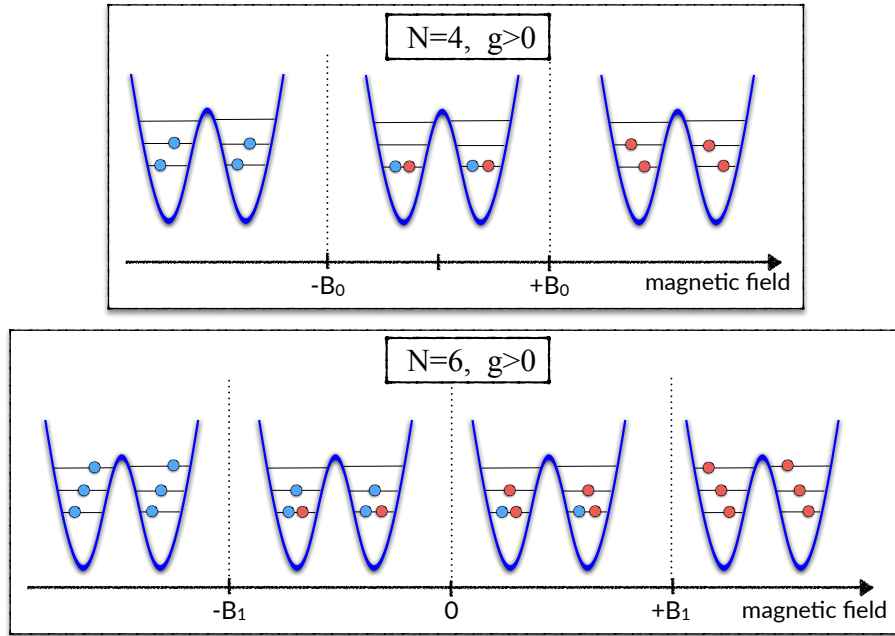 N=4, g>0
-B₀ +B₀ magnetic field
N=6, g>0
-B₁ 0 +B₁ magnetic field